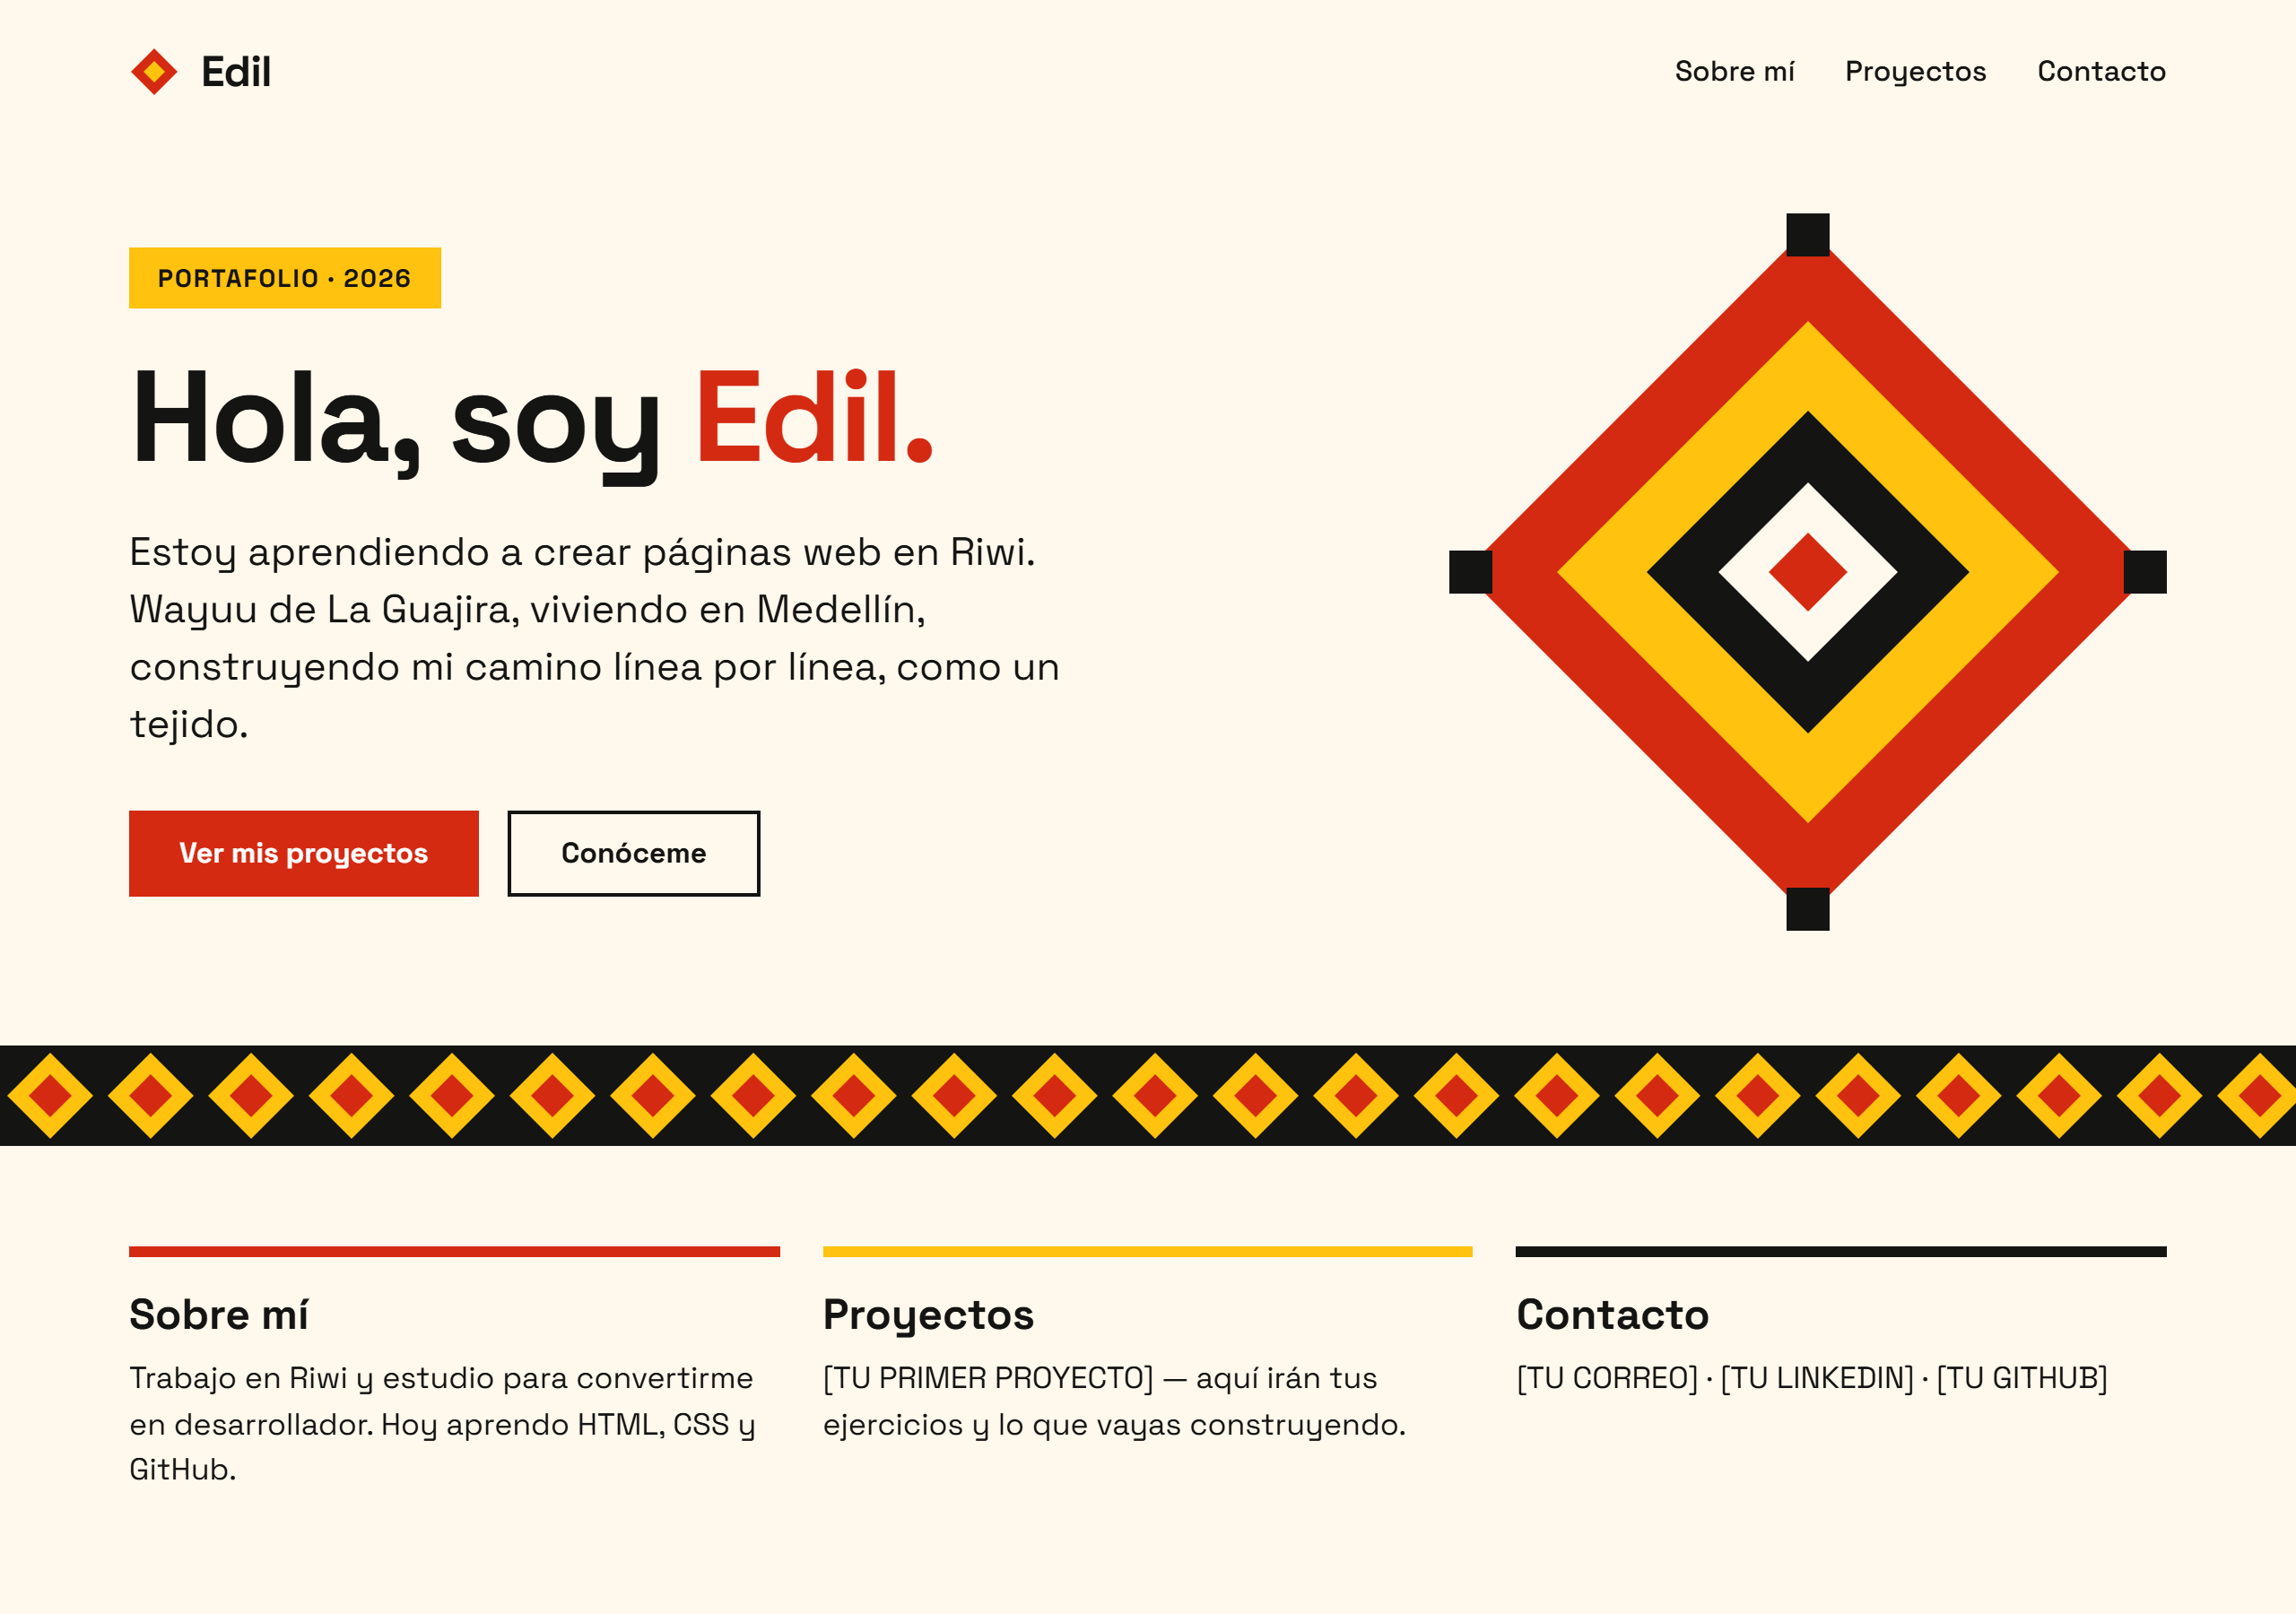 Edil
Sobre mí Proyectos Contacto
PORTAFOLIO · 2026
Hola, soy Edil.
Estoy aprendiendo a crear páginas web en Riwi.
Wayuu de La Guajira, viviendo en Medellín,
construyendo mi camino línea por línea, como un
tejido.
Ver mis proyectos
Conóceme
Sobre mí
Trabajo en Riwi y estudio para convertirme
en desarrollador. Hoy aprendo HTML, CSS y
GitHub.
Proyectos
[TU PRIMER PROYECTO] — aquí irán tus
ejercicios y lo que vayas construyendo.
Contacto
[TU CORREO] · [TU LINKEDIN] · [TU GITHUB]